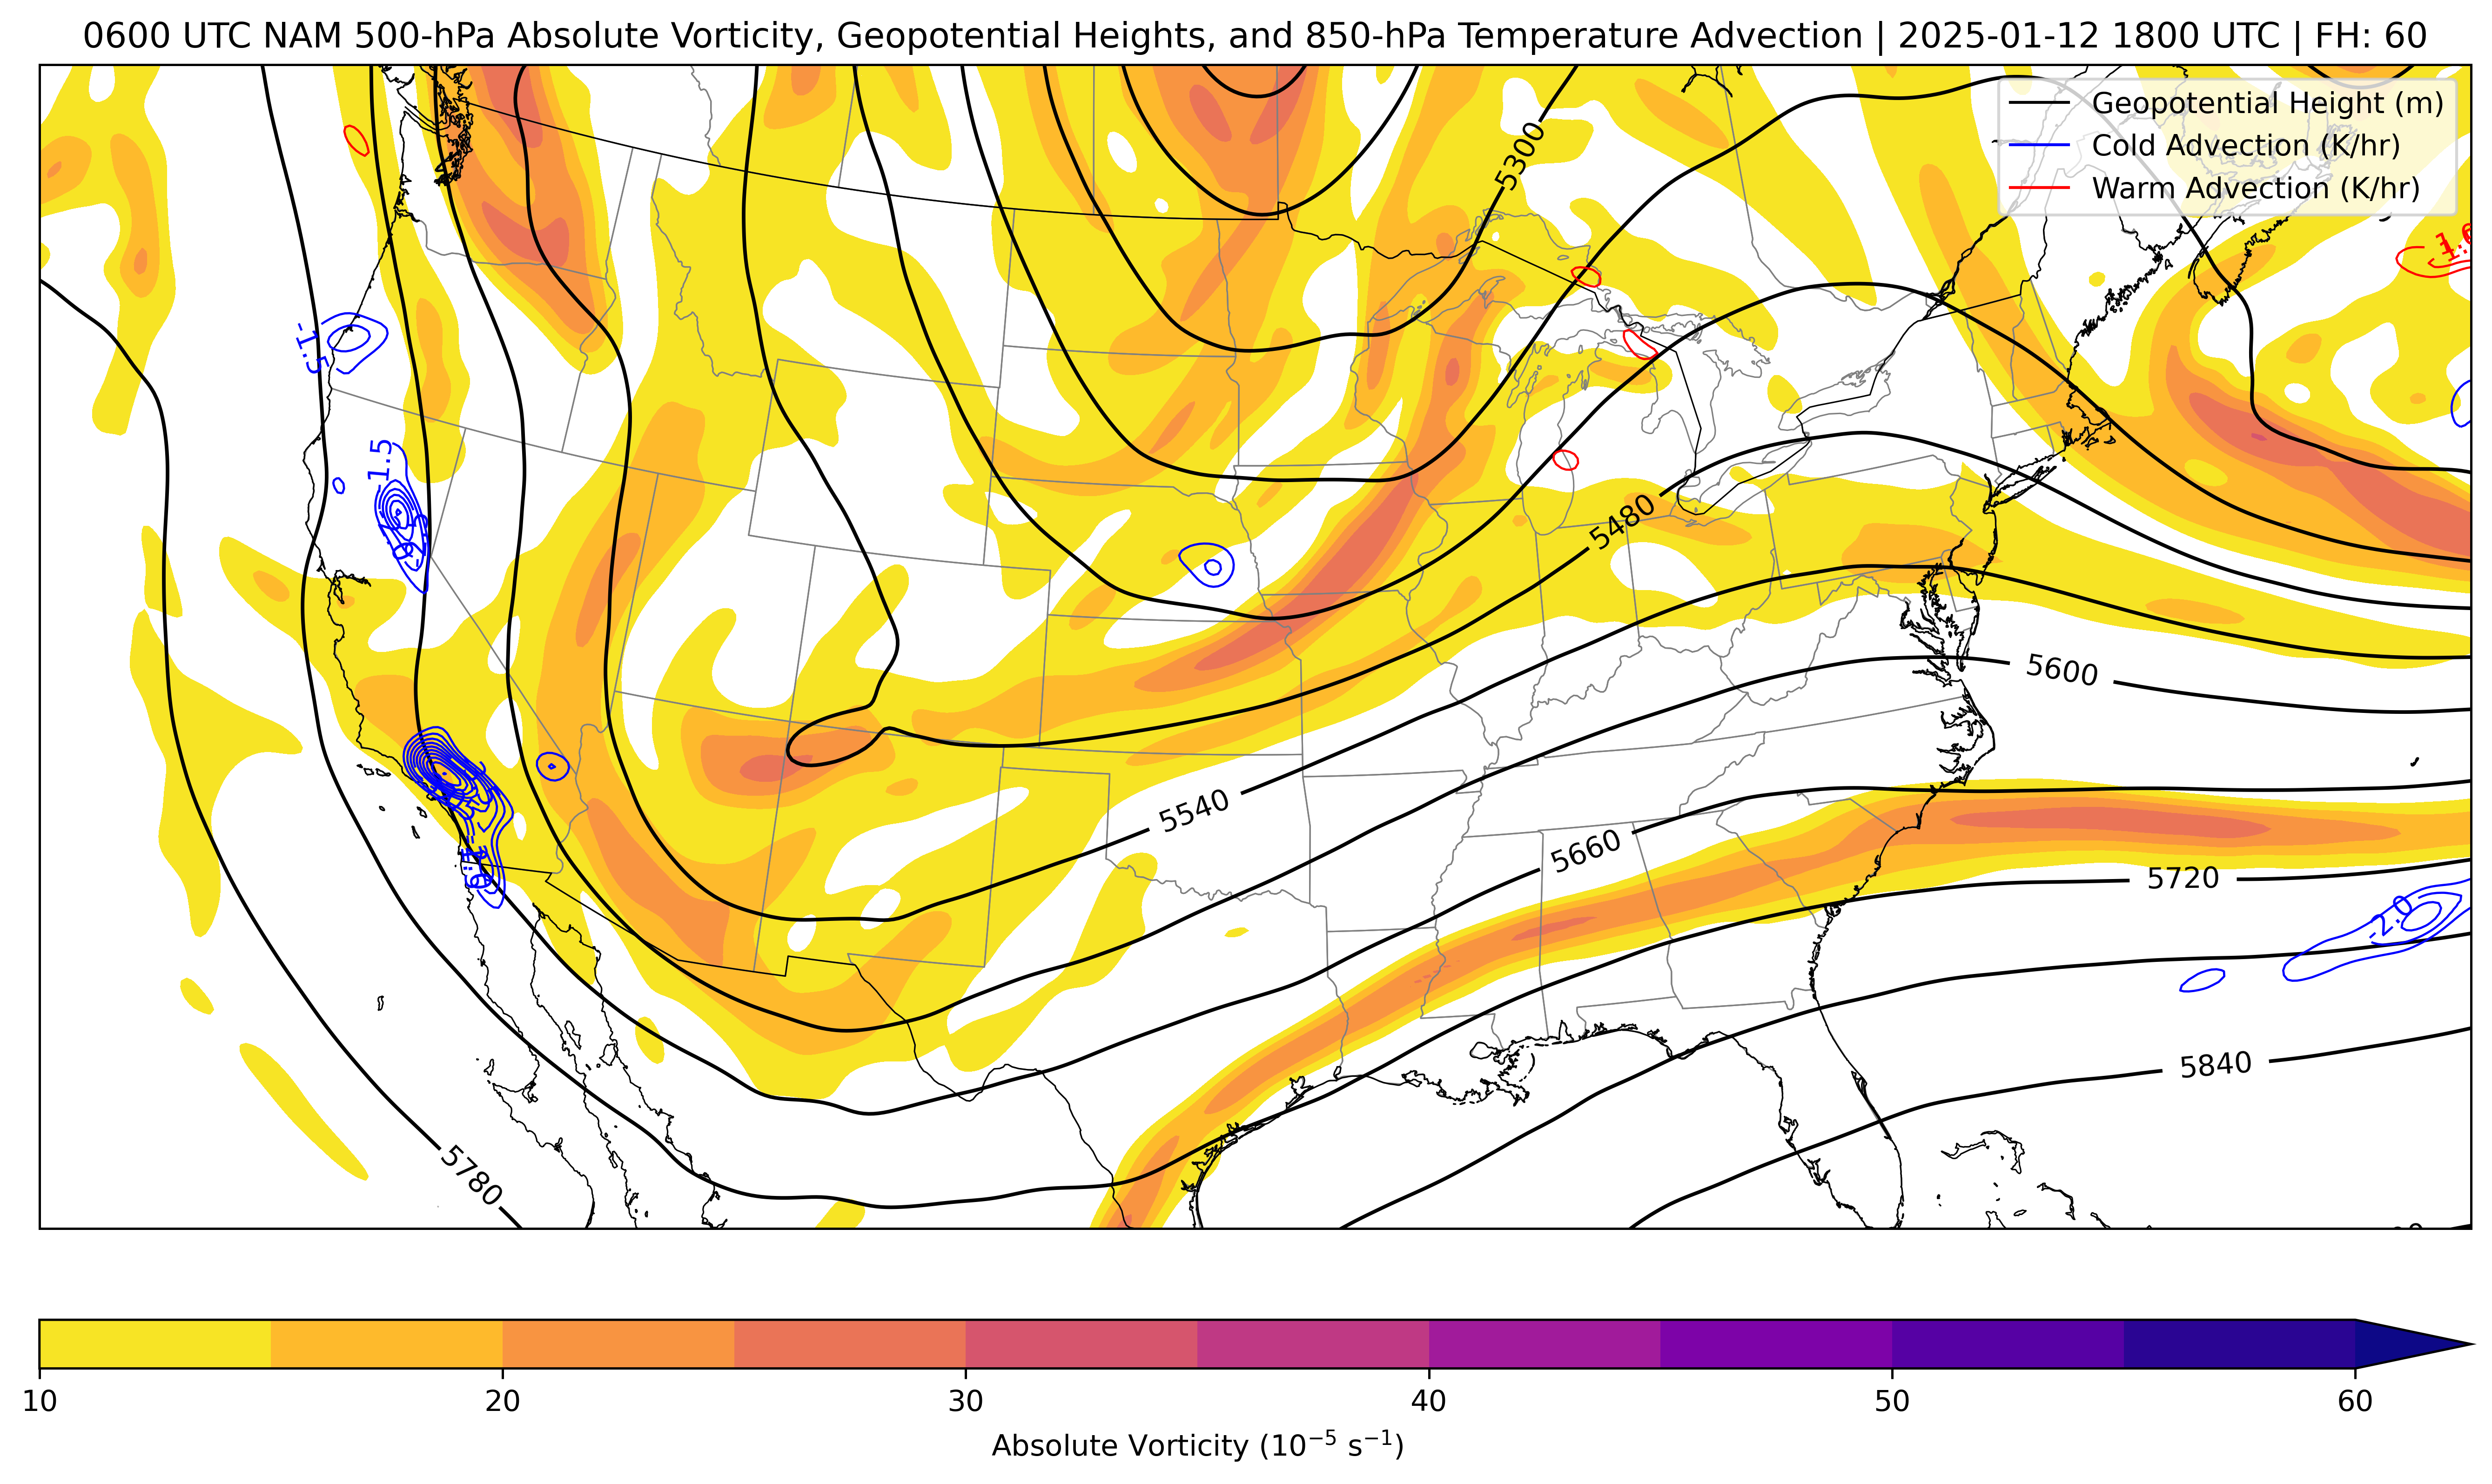 0600 UTC NAM 500-hPa Absolute Vorticity, Geopotential Heights, and 850-hPa Temperature Advection | 2025-01-12 1800 UTC | FH: 60
Geopotential Height (m)
Cold Advection (K/hr)
Warm Advection (K/hr)
5300
-1.5
-1.5
5480
5600
5540
5660
5720
-2.0
5840
5780
10 20 30 40 50 60
Absolute Vorticity (10⁻⁵ s⁻¹)